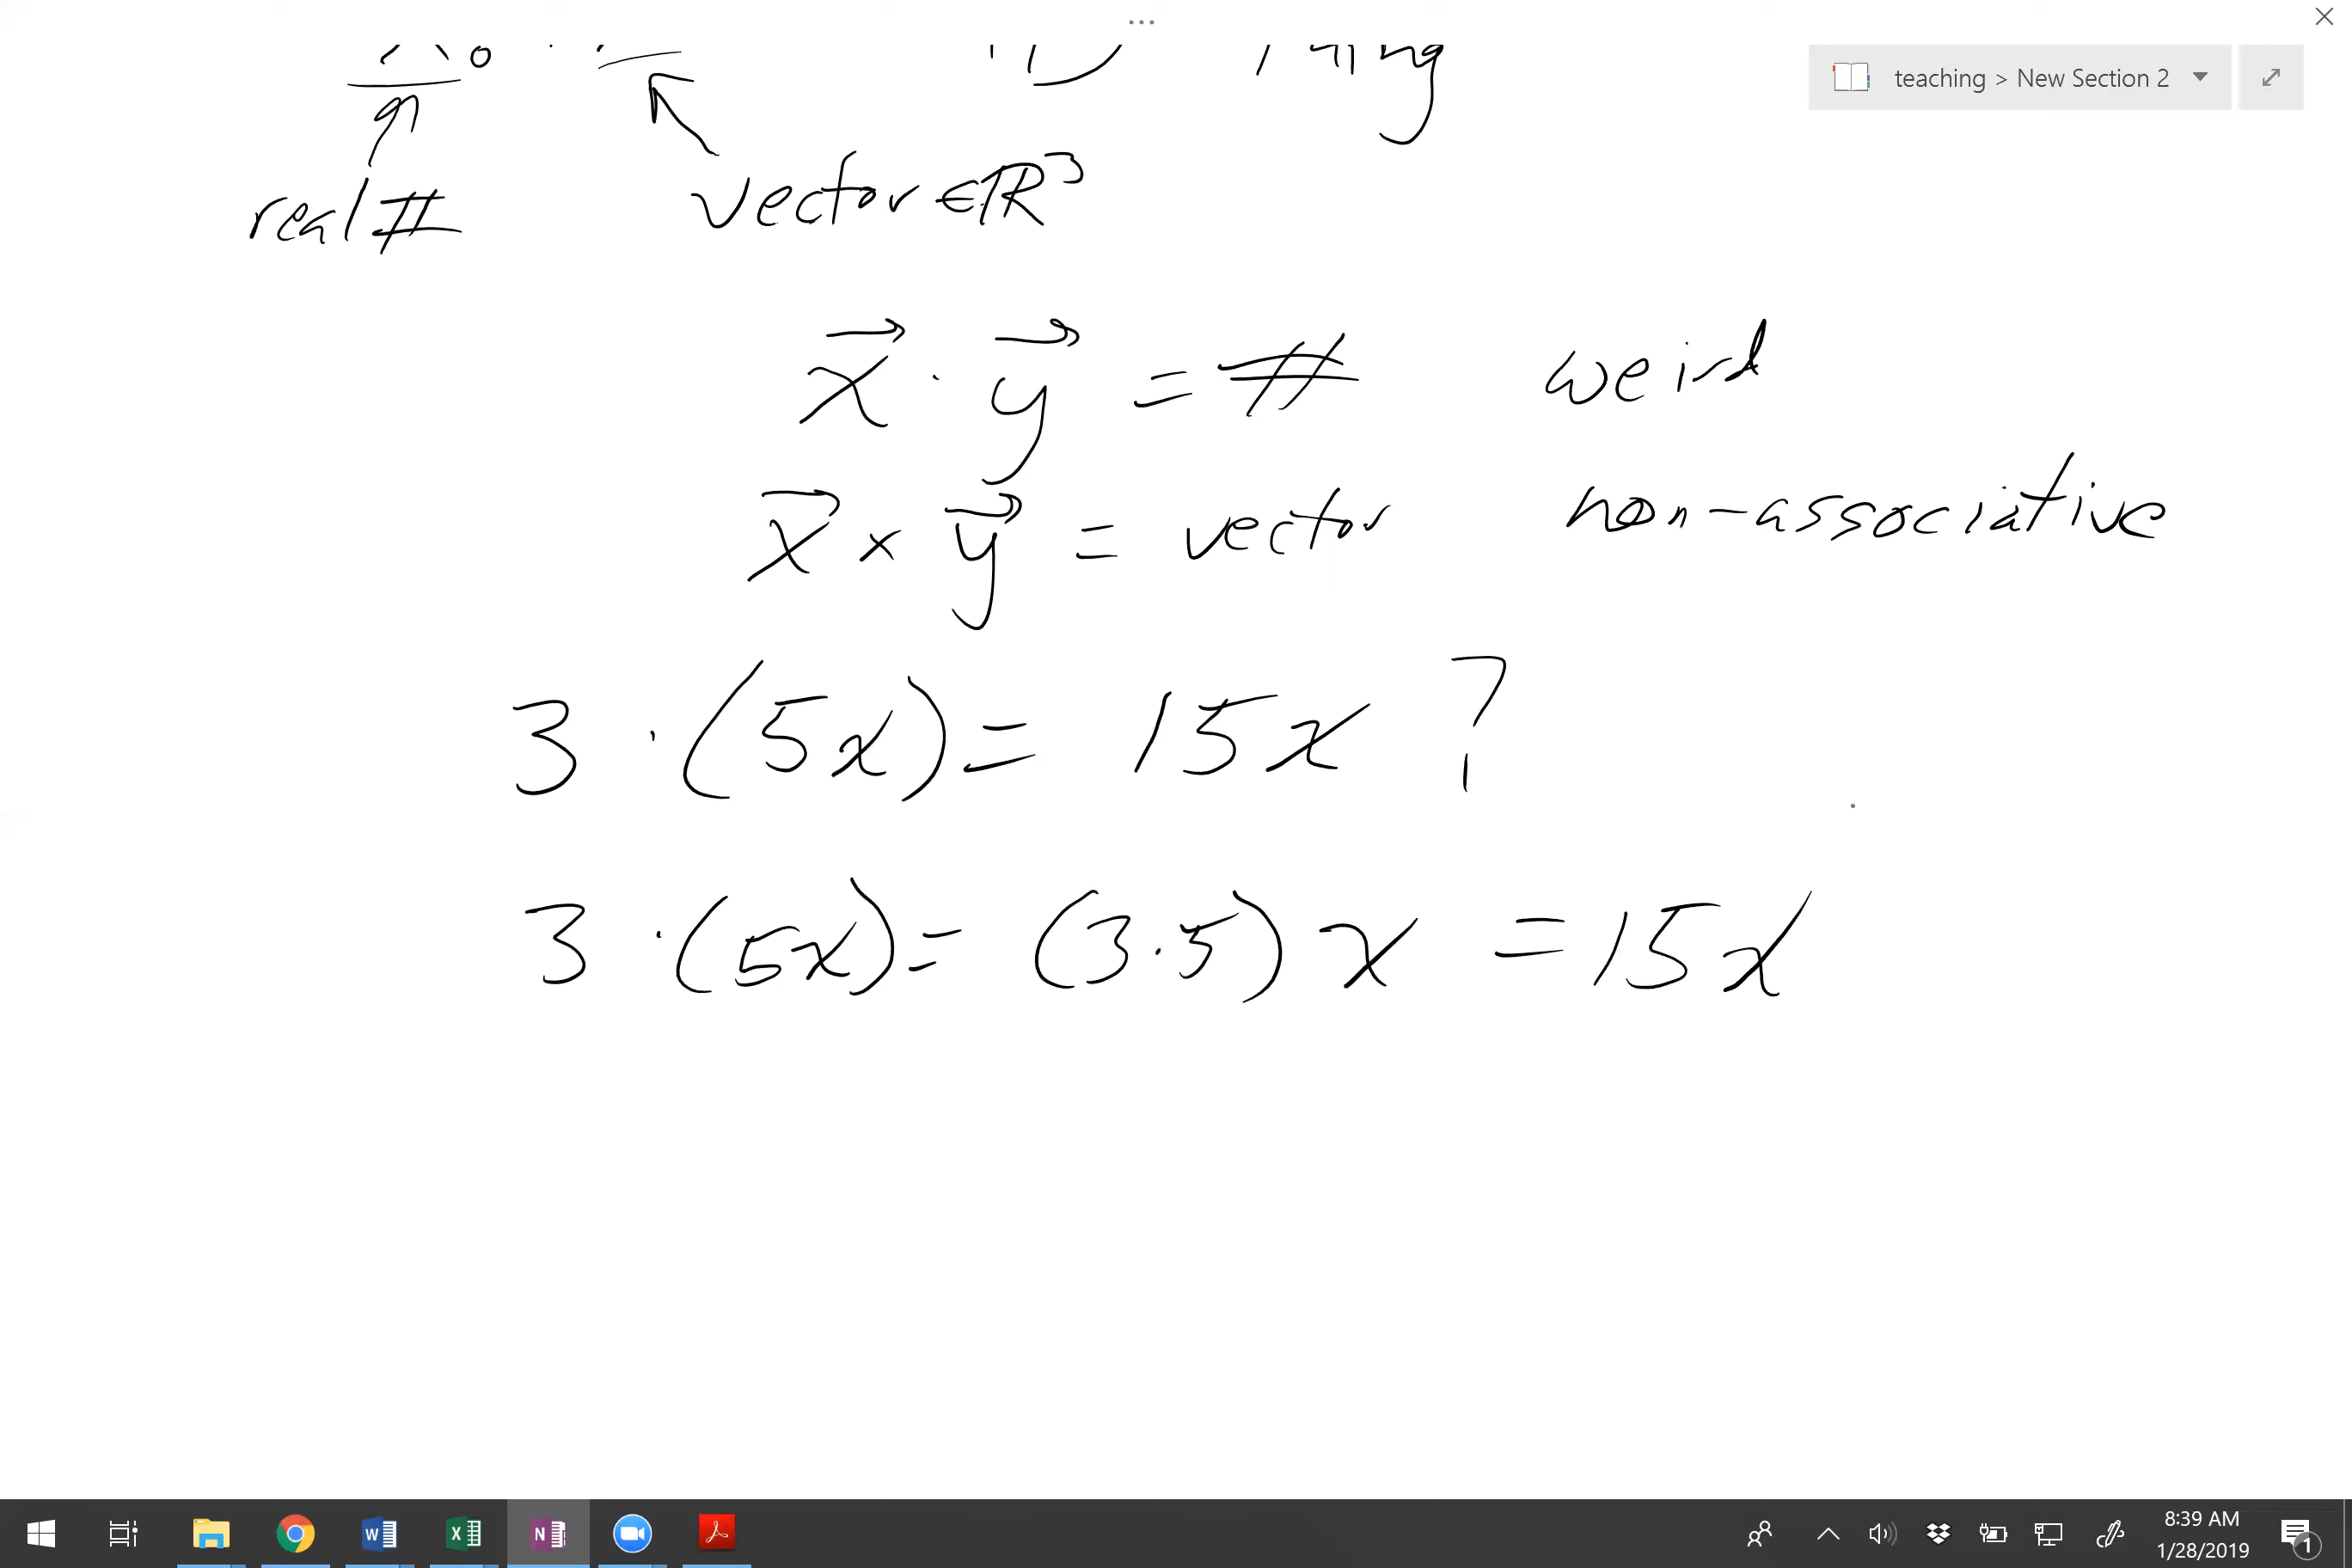 teaching > New Section 2
real #
vector ∈ ℝ³
x⃗ · y⃗ = # weird
x⃗ × y⃗ = vector non-associative
3 · (5x) = 15x ?
3 · (5x) = (3·5) x = 15x
8:39 AM
1/28/2019
1